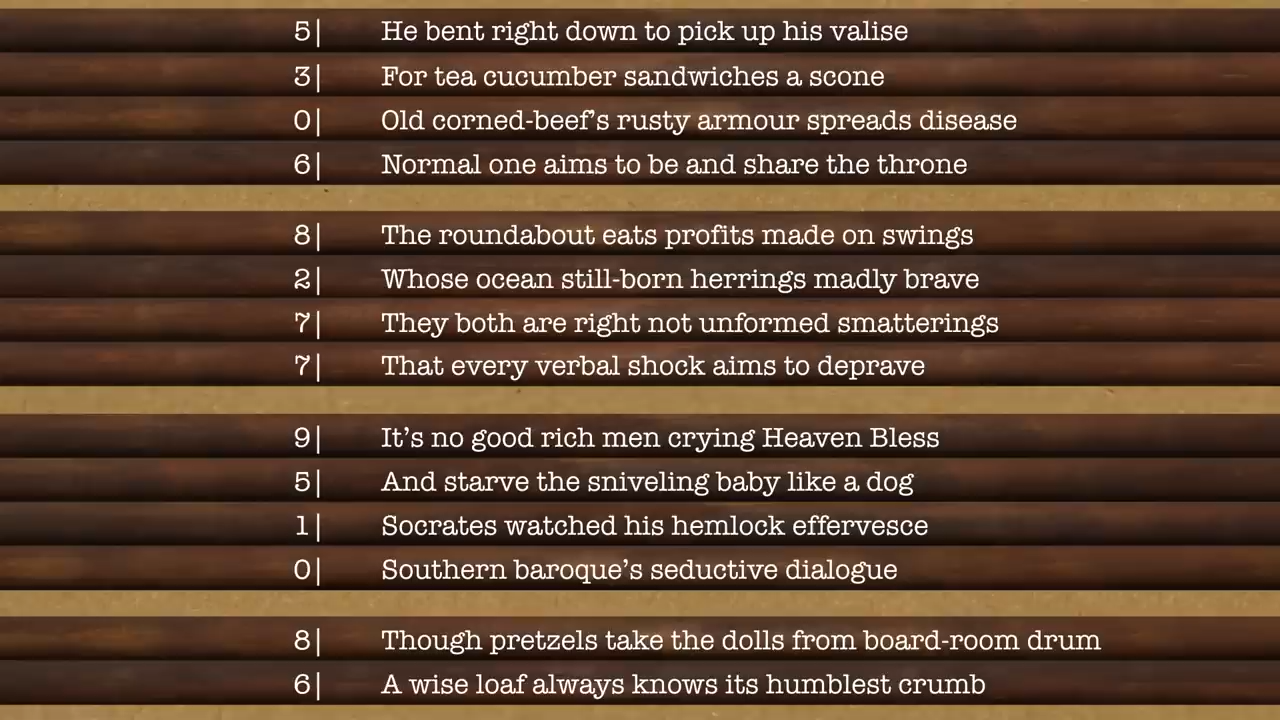 5| He bent right down to pick up his valise
3| For tea cucumber sandwiches a scone
0| Old corned-beef’s rusty armour spreads disease
6| Normal one aims to be and share the throne
8| The roundabout eats profits made on swings
2| Whose ocean still-born herrings madly brave
7| They both are right not unformed smatterings
7| That every verbal shock aims to deprave
9| It’s no good rich men crying Heaven Bless
5| And starve the sniveling baby like a dog
1| Socrates watched his hemlock effervesce
0| Southern baroque’s seductive dialogue
8| Though pretzels take the dolls from board-room drum
6| A wise loaf always knows its humblest crumb